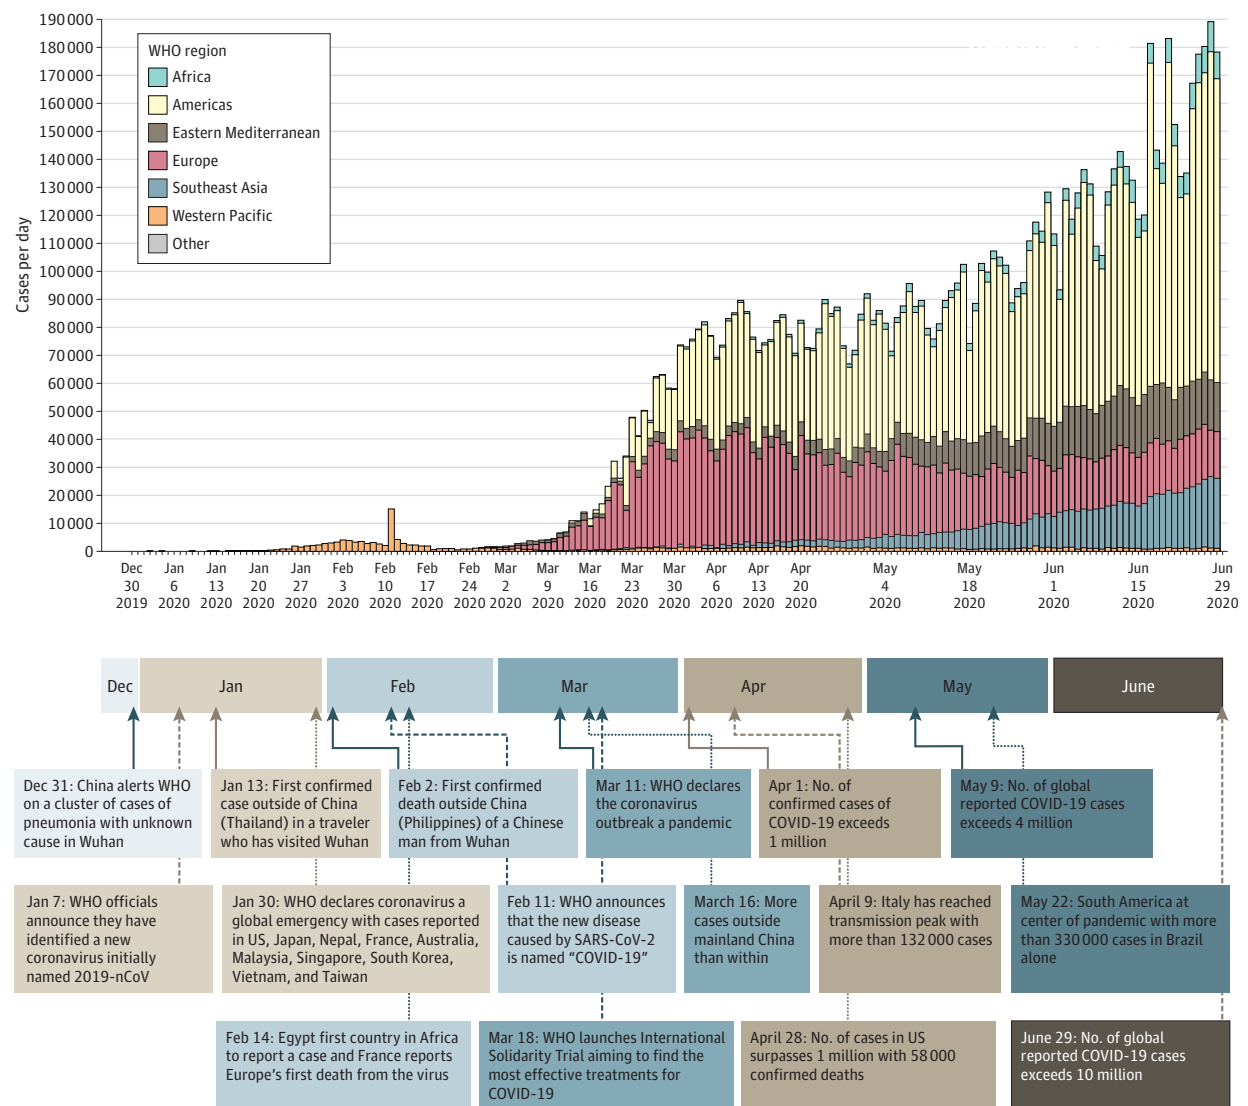 190 000
180 000
170 000
160 000
150 000
140 000
130 000
120 000
110 000
100 000
90 000
80 000
70 000
60 000
50 000
40 000
30 000
20 000
10 000
0
Cases per day
WHO region
Africa
Americas
Eastern Mediterranean
Europe
Southeast Asia
Western Pacific
Other
Dec
30
2019
Jan
6
2020
Jan
13
2020
Jan
20
2020
Jan
27
2020
Feb
3
2020
Feb
10
2020
Feb
17
2020
Feb
24
2020
Mar
2
2020
Mar
9
2020
Mar
16
2020
Mar
23
2020
Mar
30
2020
Apr
6
2020
Apr
13
2020
Apr
20
2020
May
4
2020
May
18
2020
Jun
1
2020
Jun
15
2020
Jun
29
2020
Dec
Jan
Feb
Mar
Apr
May
June
Dec 31: China alerts WHO
on a cluster of cases of
pneumonia with unknown
cause in Wuhan
Jan 13: First confirmed
case outside of China
(Thailand) in a traveler
who has visited Wuhan
Feb 2: First confirmed
death outside China
(Philippines) of a Chinese
man from Wuhan
Mar 11: WHO declares
the coronavirus
outbreak a pandemic
Apr 1: No. of
confirmed cases of
COVID-19 exceeds
1 million
May 9: No. of global
reported COVID-19 cases
exceeds 4 million
Jan 7: WHO officials
announce they have
identified a new
coronavirus initially
named 2019-nCoV
Jan 30: WHO declares coronavirus a
global emergency with cases reported
in US, Japan, Nepal, France, Australia,
Malaysia, Singapore, South Korea,
Vietnam, and Taiwan
Feb 11: WHO announces
that the new disease
caused by SARS-CoV-2
is named “COVID-19”
March 16: More
cases outside
mainland China
than within
April 9: Italy has reached
transmission peak with
more than 132 000 cases
May 22: South America at
center of pandemic with more
than 330 000 cases in Brazil
alone
Feb 14: Egypt first country in Africa
to report a case and France reports
Europe’s first death from the virus
Mar 18: WHO launches International
Solidarity Trial aiming to find the
most effective treatments for
COVID-19
April 28: No. of cases in US
surpasses 1 million with 58 000
confirmed deaths
June 29: No. of global
reported COVID-19 cases
exceeds 10 million